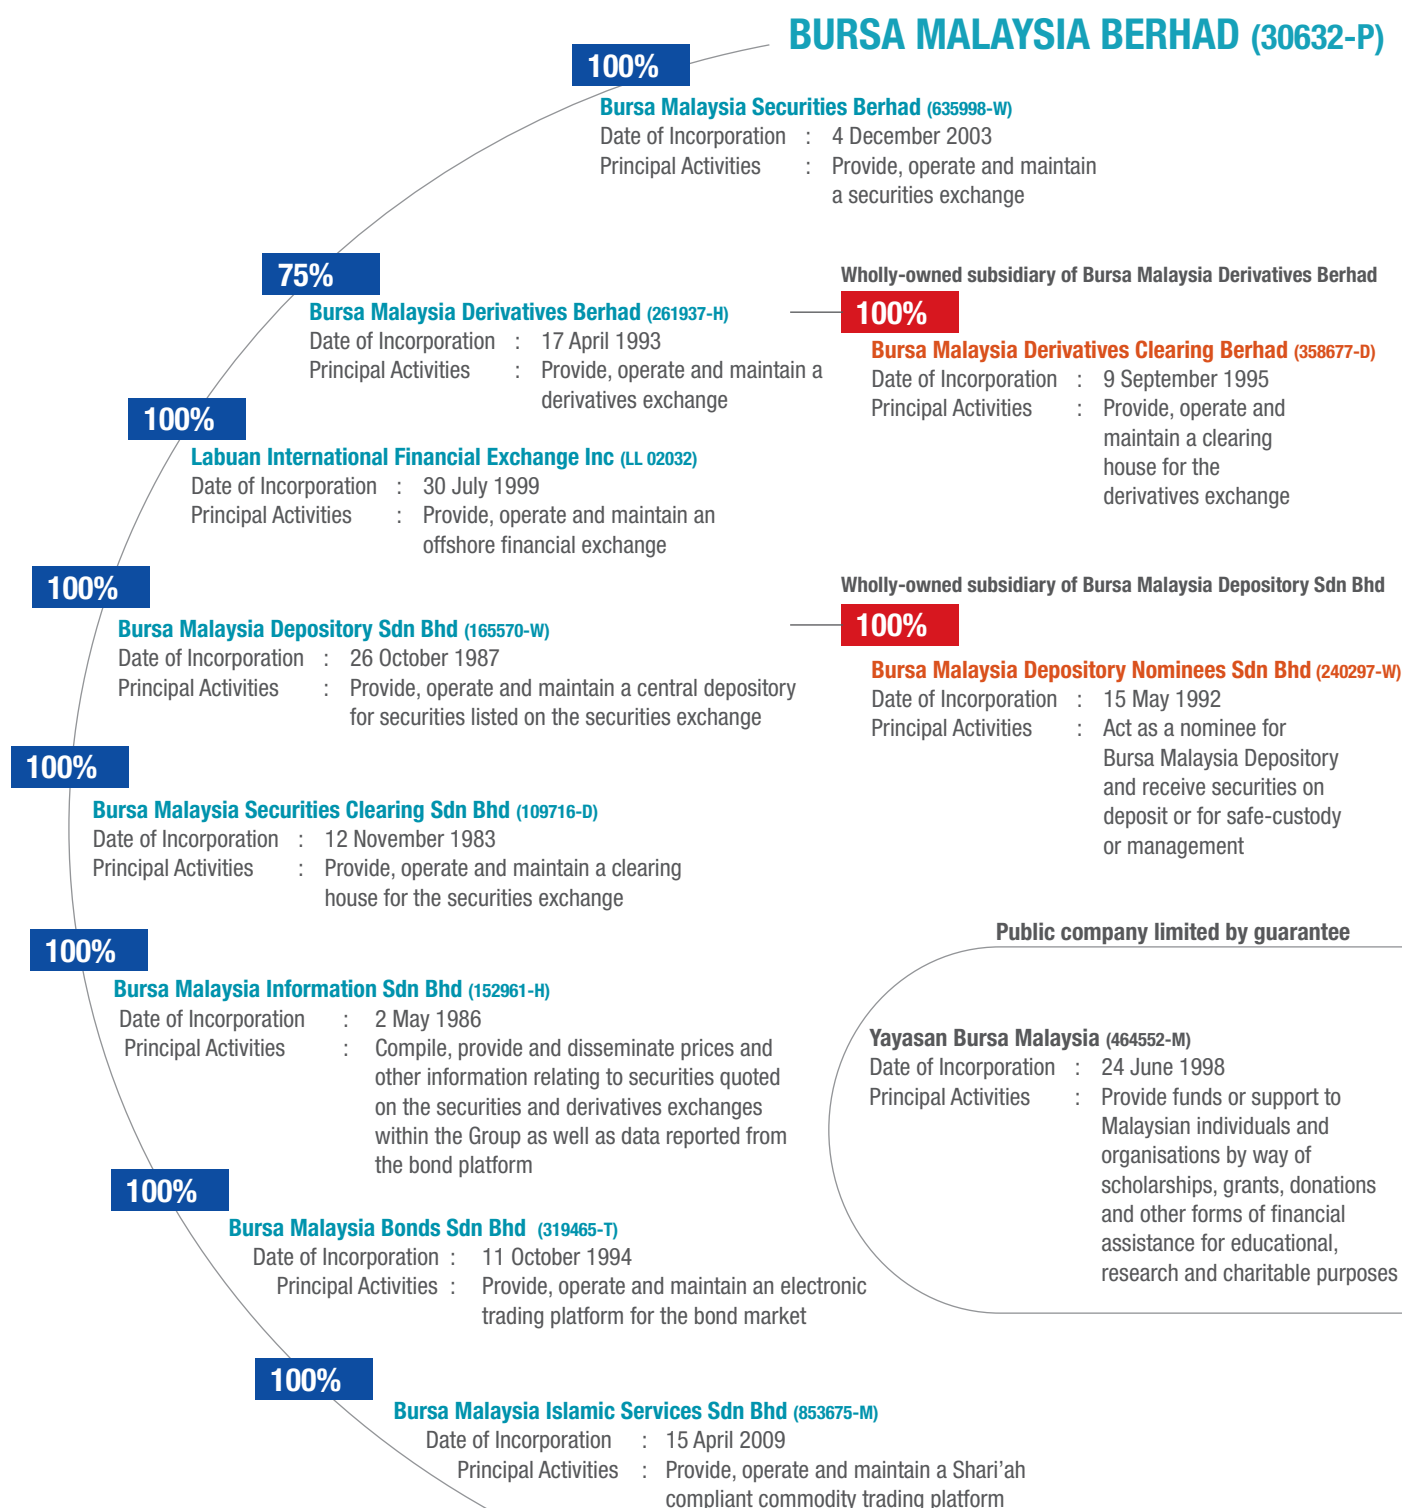 BURSA MALAYSIA BERHAD (30632-P)
100%
Bursa Malaysia Securities Berhad (635998-W)
Date of Incorporation : 4 December 2003
Principal Activities : Provide, operate and maintain
a securities exchange
75%
Bursa Malaysia Derivatives Berhad (261937-H)
Date of Incorporation : 17 April 1993
Principal Activities : Provide, operate and maintain a
derivatives exchange
Wholly-owned subsidiary of Bursa Malaysia Derivatives Berhad
100%
Bursa Malaysia Derivatives Clearing Berhad (358677-D)
Date of Incorporation : 9 September 1995
Principal Activities : Provide, operate and
maintain a clearing
house for the
derivatives exchange
100%
Labuan International Financial Exchange Inc (LL 02032)
Date of Incorporation : 30 July 1999
Principal Activities : Provide, operate and maintain an
offshore financial exchange
100%
Bursa Malaysia Depository Sdn Bhd (165570-W)
Date of Incorporation : 26 October 1987
Principal Activities : Provide, operate and maintain a central depository
for securities listed on the securities exchange
Wholly-owned subsidiary of Bursa Malaysia Depository Sdn Bhd
100%
Bursa Malaysia Depository Nominees Sdn Bhd (240297-W)
Date of Incorporation : 15 May 1992
Principal Activities : Act as a nominee for
Bursa Malaysia Depository
and receive securities on
deposit or for safe-custody
or management
100%
Bursa Malaysia Securities Clearing Sdn Bhd (109716-D)
Date of Incorporation : 12 November 1983
Principal Activities : Provide, operate and maintain a clearing
house for the securities exchange
100%
Bursa Malaysia Information Sdn Bhd (152961-H)
Date of Incorporation : 2 May 1986
Principal Activities : Compile, provide and disseminate prices and
other information relating to securities quoted
on the securities and derivatives exchanges
within the Group as well as data reported from
the bond platform
Public company limited by guarantee
Yayasan Bursa Malaysia (464552-M)
Date of Incorporation : 24 June 1998
Principal Activities : Provide funds or support to
Malaysian individuals and
organisations by way of
scholarships, grants, donations
and other forms of financial
assistance for educational,
research and charitable purposes
100%
Bursa Malaysia Bonds Sdn Bhd (319465-T)
Date of Incorporation : 11 October 1994
Principal Activities : Provide, operate and maintain an electronic
trading platform for the bond market
100%
Bursa Malaysia Islamic Services Sdn Bhd (853675-M)
Date of Incorporation : 15 April 2009
Principal Activities : Provide, operate and maintain a Shari'ah
compliant commodity trading platform